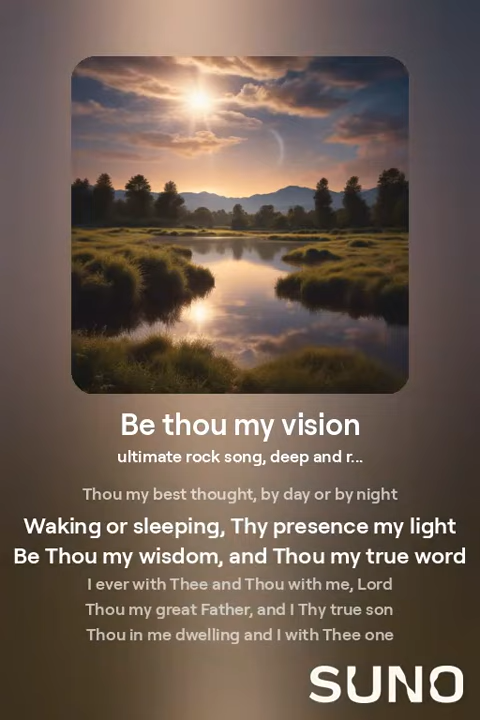 Be thou my vision
ultimate rock song, deep and r...
Thou my best thought, by day or by night
Waking or sleeping, Thy presence my light
Be Thou my wisdom, and Thou my true word
I ever with Thee and Thou with me, Lord
Thou my great Father, and I Thy true son
Thou in me dwelling and I with Thee one
SUNO